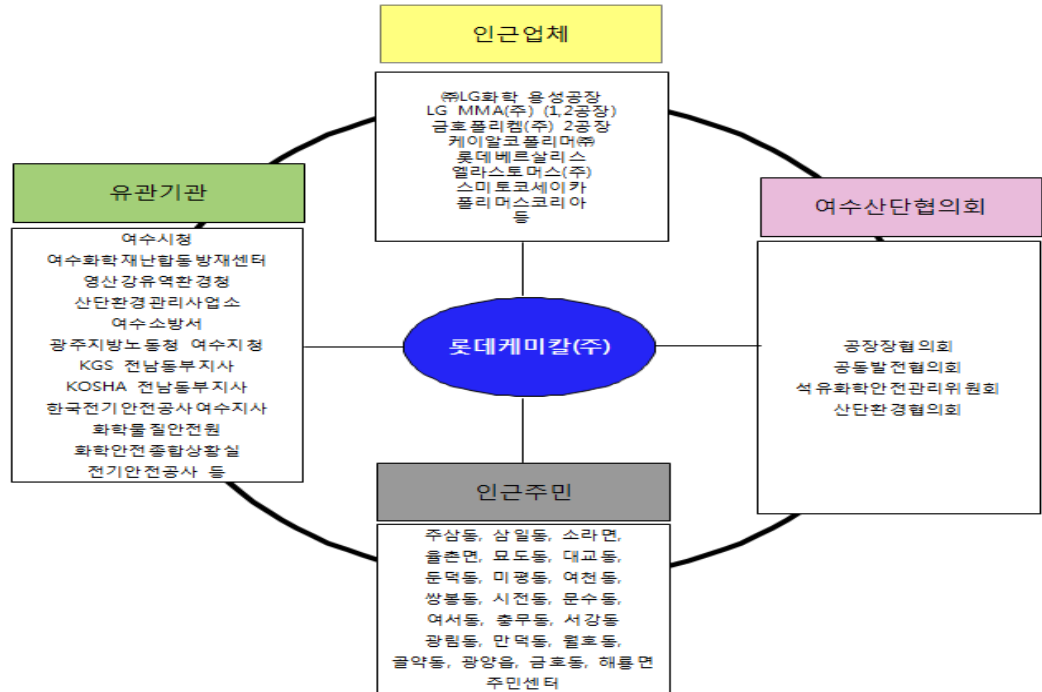 인근업체
㈜LG화학 용성공장
LG MMA(주) (1,2공장)
금호폴리켐(주) 2공장
케이알코폴리머㈜
롯데베르살리스
엘라스토머스(주)
스미토코세이카
폴리머스코리아
등
유관기관
여수시청
여수화학재난합동방재센터
영산강유역환경청
산단환경관리사업소
여수소방서
광주지방노동청 여수지청
KGS 전남동부지사
KOSHA 전남동부지사
한국전기안전공사여수지사
화학물질안전원
화학안전종합상황실
전기안전공사 등
롯데케미칼(주)
여수산단협의회
공장장협의회
공동발전협의회
석유화학안전관리위원회
산단환경협의회
인근주민
주삼동, 삼일동, 소라면,
율촌면, 묘도동, 대교동,
둔덕동, 미평동, 여천동,
쌍봉동, 시전동, 문수동,
여서동, 충무동, 서강동
광림동, 만덕동, 월호동,
골약동, 광양읍, 금호동, 해룡면
주민센터